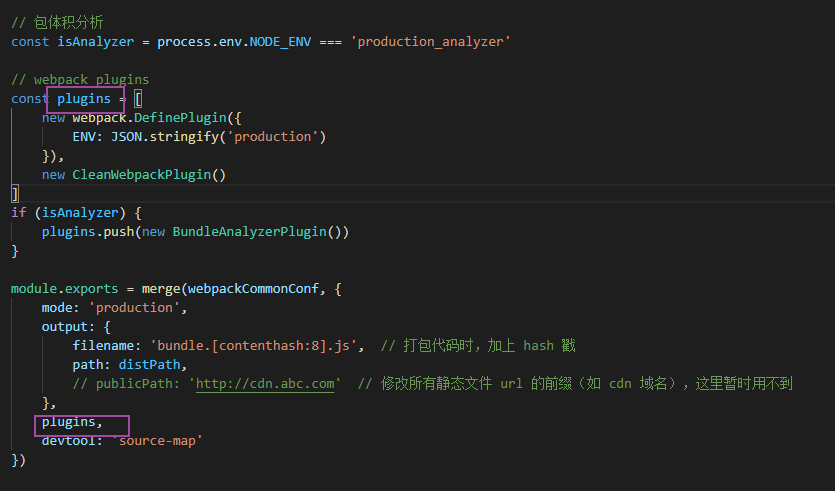 // 包体积分析
const isAnalyzer = process.env.NODE_ENV === 'production_analyzer'
// webpack plugins
const plugins = [
new webpack.DefinePlugin({
ENV: JSON.stringify('production')
}),
new CleanWebpackPlugin()
]
if (isAnalyzer) {
plugins.push(new BundleAnalyzerPlugin())
}
module.exports = merge(webpackCommonConf, {
mode: 'production',
output: {
filename: 'bundle.[contenthash:8].js',  // 打包代码时，加上 hash 戳
path: distPath,
// publicPath: 'http://cdn.abc.com'  // 修改所有静态文件 url 的前缀（如 cdn 域名），这里暂时用不到
},
plugins,
devtool: 'source-map'
})